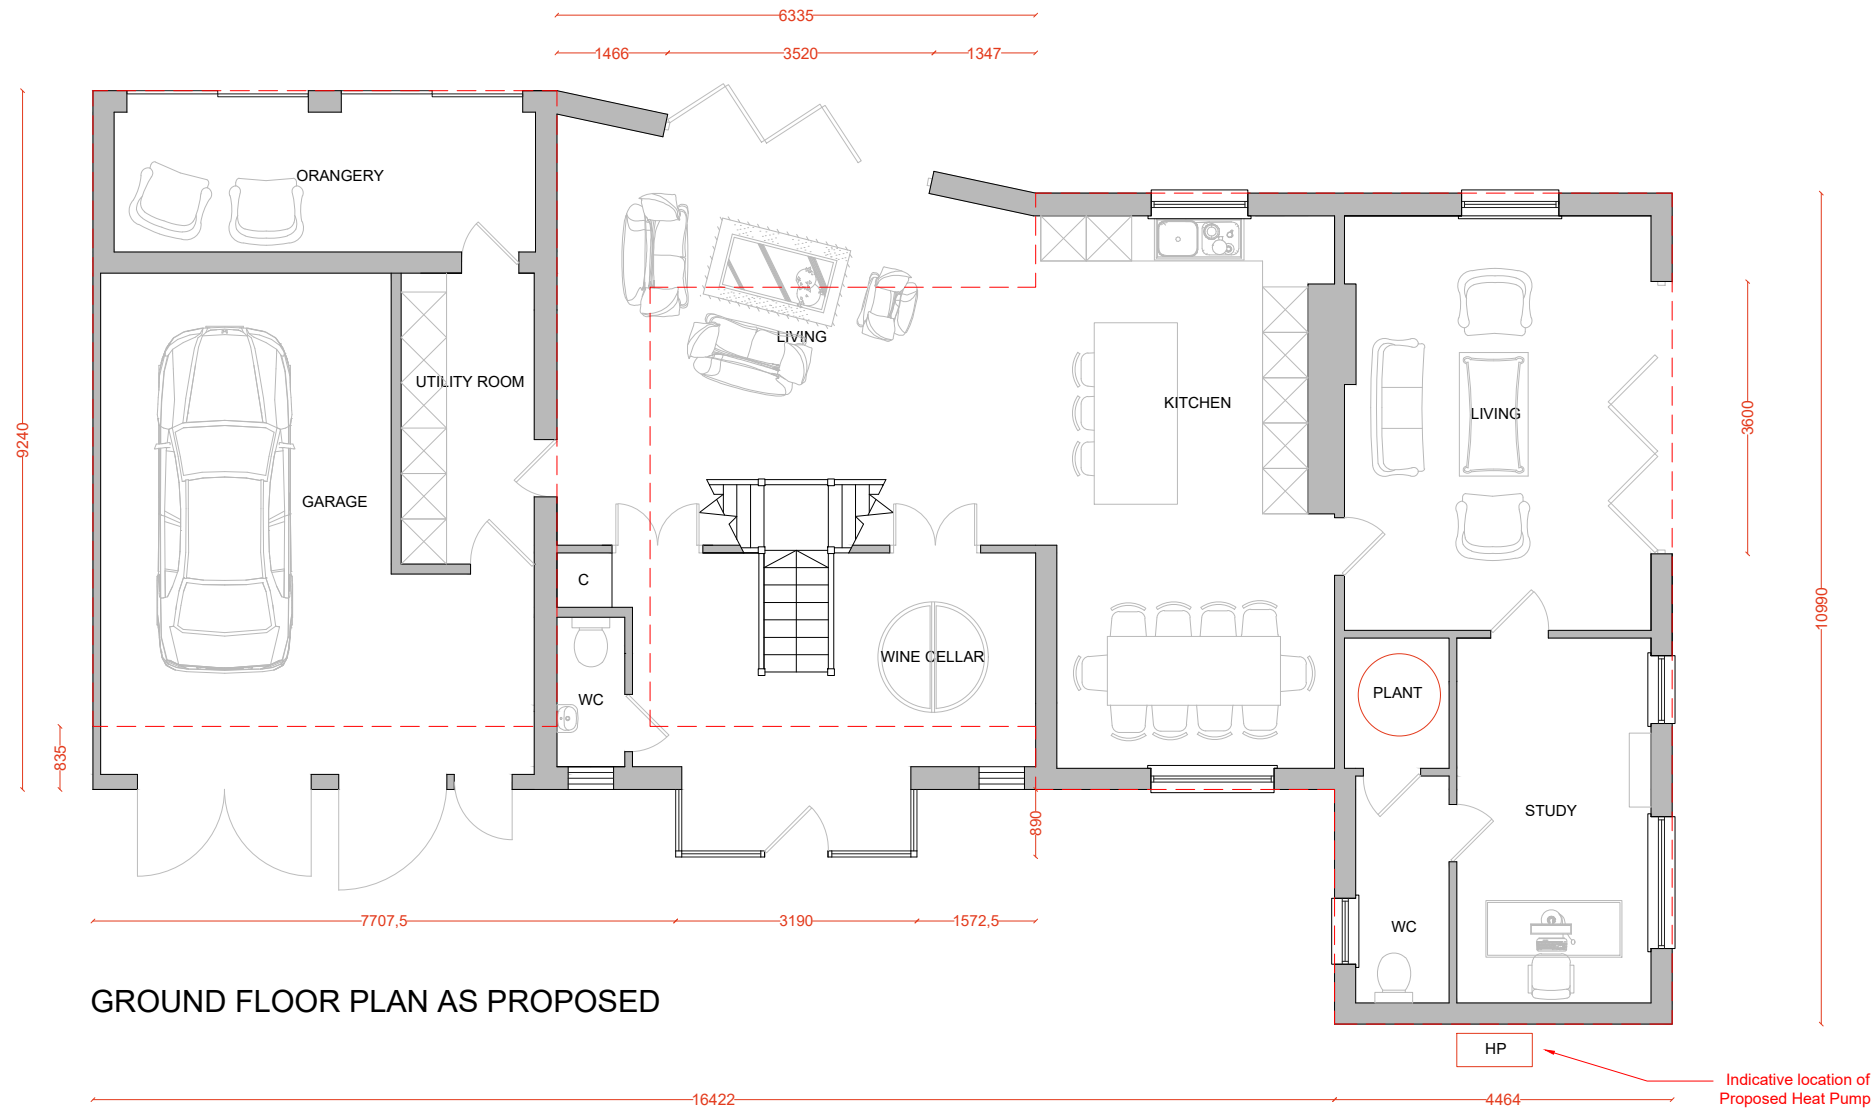 6335
1466
3520
1347
ORANGERY
LIVING
UTILITY ROOM
KITCHEN
LIVING
3600
9240
GARAGE
C
10990
WINE CELLAR
WC
PLANT
835
STUDY
890
7707,5
3190
1572,5
WC
GROUND FLOOR PLAN AS PROPOSED
HP
Indicative location of
Proposed Heat Pump
16422
4464